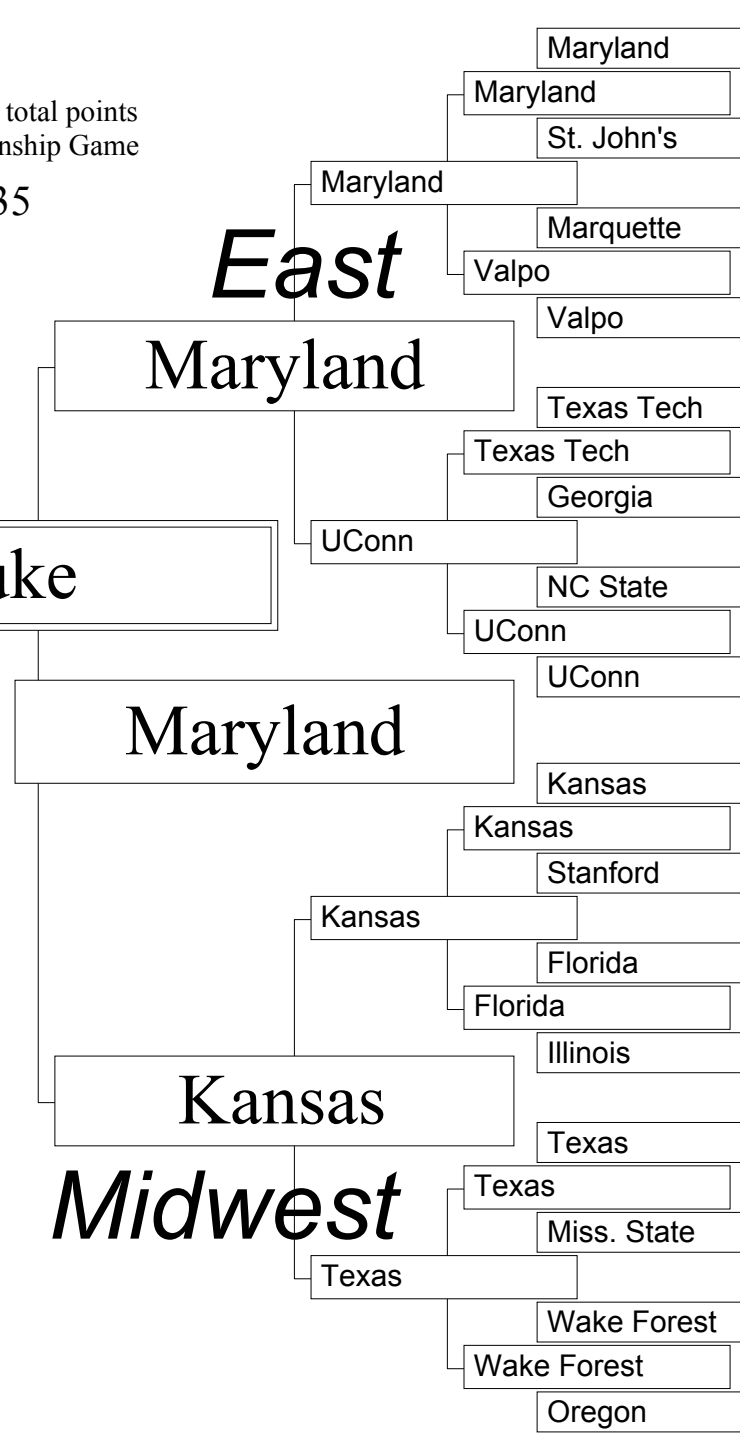 Maryland
Maryland
total points
nship Game
St. John's
Maryland
35
Marquette
East
Valpo
Valpo
Maryland
Texas Tech
Texas Tech
Georgia
UConn
uke
NC State
UConn
UConn
Maryland
Kansas
Kansas
Stanford
Kansas
Florida
Florida
Illinois
Kansas
Texas
Midwest
Texas
Miss. State
Texas
Wake Forest
Wake Forest
Oregon